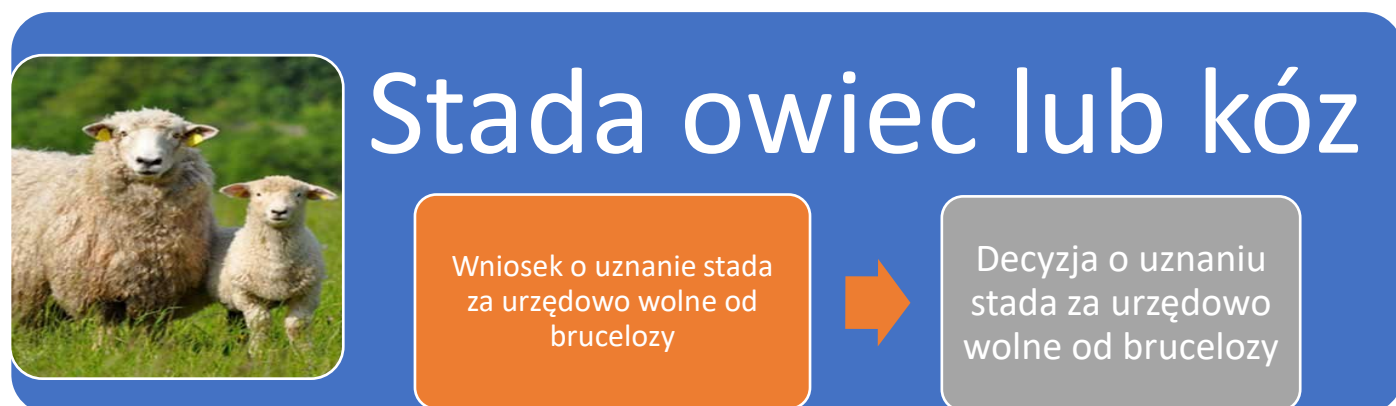 Stada owiec lub kóz
Wniosek o uznanie stada
za urzędowo wolne od
brucelozy
Decyzja o uznaniu
stada za urzędowo
wolne od brucelozy